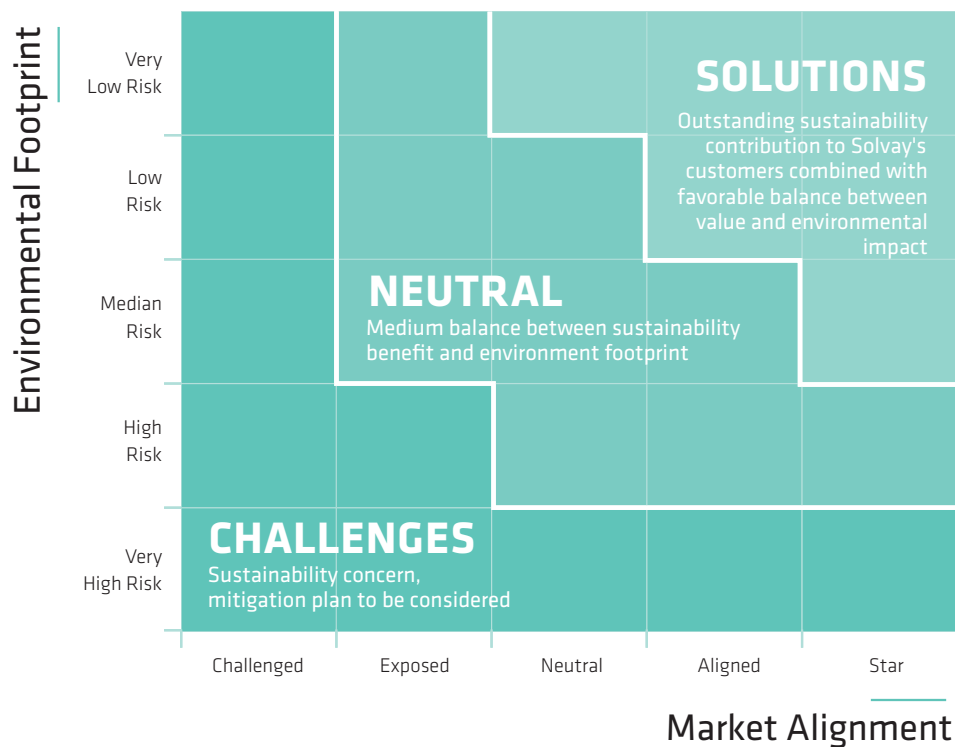 Environmental Footprint
Very
Low Risk
Low
Risk
Median
Risk
High
Risk
Very
High Risk
SOLUTIONS
Outstanding sustainability
contribution to Solvay's
customers combined with
favorable balance between
value and environmental
impact
NEUTRAL
Medium balance between sustainability
benefit and environment footprint
CHALLENGES
Sustainability concern,
mitigation plan to be considered
Challenged
Exposed
Neutral
Aligned
Star
Market Alignment